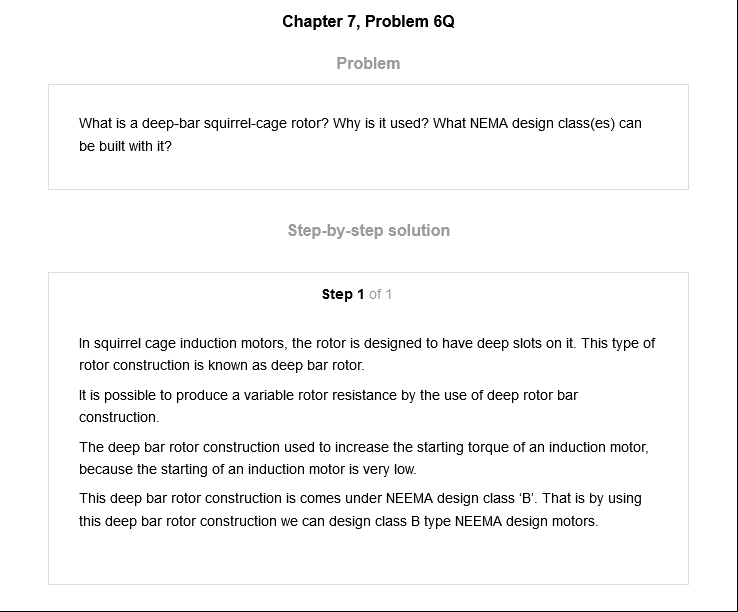 Chapter 7, Problem 6Q
Problem
What is a deep-bar squirrel-cage rotor? Why is it used? What NEMA design class(es) can
be built with it?
Step-by-step solution
Step 1 of 1
In squirrel cage induction motors, the rotor is designed to have deep slots on it. This type of
rotor construction is known as deep bar rotor.
It is possible to produce a variable rotor resistance by the use of deep rotor bar
construction.
The deep bar rotor construction used to increase the starting torque of an induction motor,
because the starting of an induction motor is very low.
This deep bar rotor construction is comes under NEEMA design class ‘B’. That is by using
this deep bar rotor construction we can design class B type NEEMA design motors.